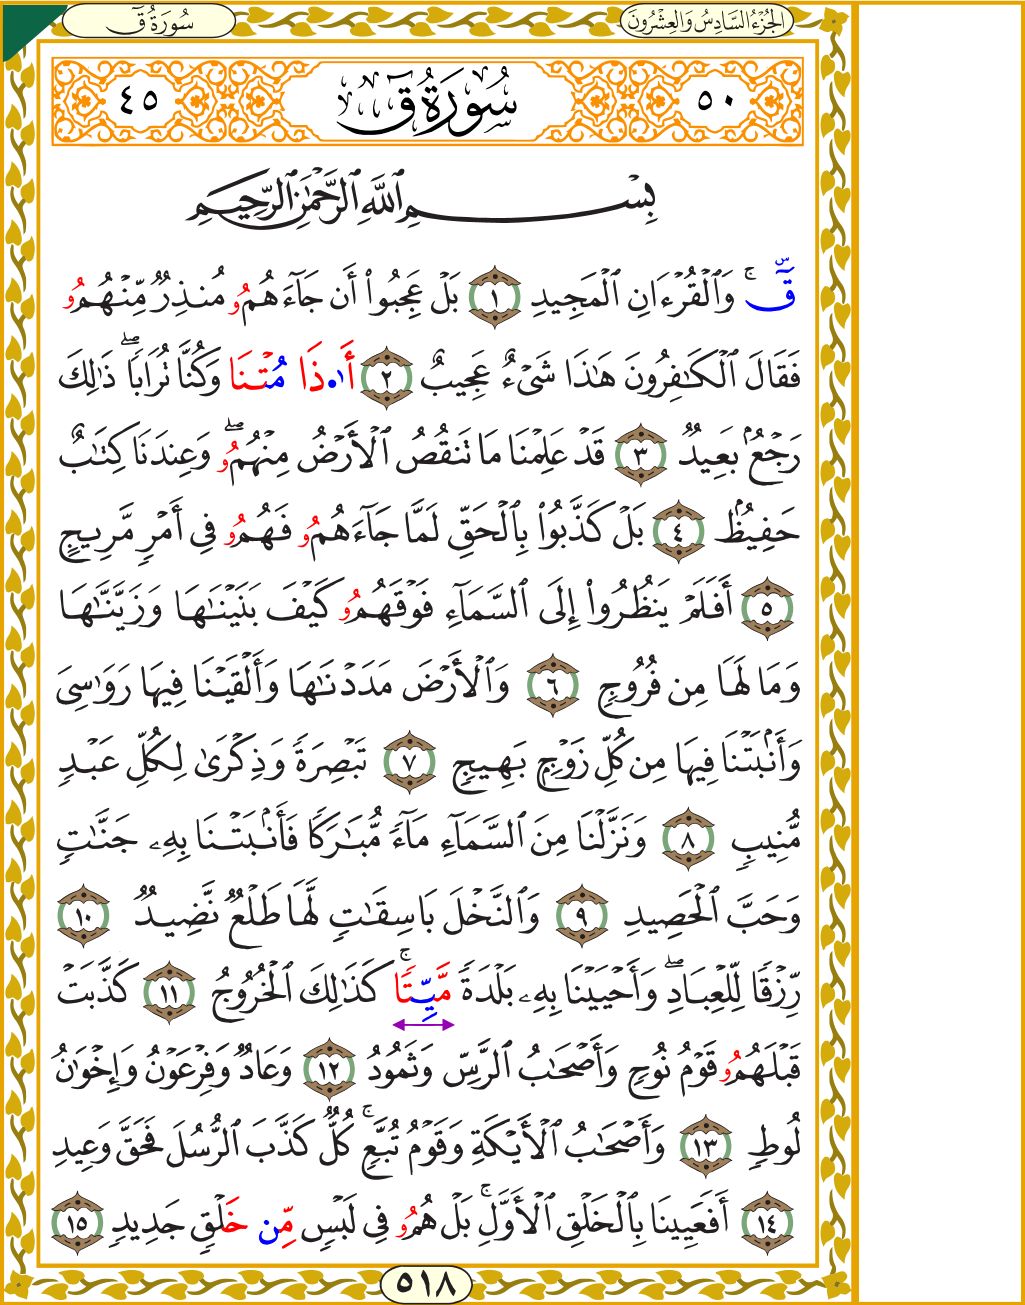 الجُزْءُ السَّادِسُ وَالعِشْرُونَ
سُورَةُ قٓ
٥٠
سُورَةُ قٓ
٤٥
بِسْمِ ٱللَّهِ ٱلرَّحْمَٰنِ ٱلرَّحِيمِ
قٓۚ وَٱلْقُرْءَانِ ٱلْمَجِيدِ ١ بَلْ عَجِبُوا۟ أَن جَآءَهُمُو مُنذِرٌ مِّنْهُمُو
فَقَالَ ٱلْكَٰفِرُونَ هَٰذَا شَىْءٌ عَجِيبٌ ٢ أَا۟ذَا مُتْنَا وَكُنَّا تُرَابًاۖ ذَٰلِكَ
رَجْعٌۢ بَعِيدٌ ٣ قَدْ عَلِمْنَا مَا تَنقُصُ ٱلْأَرْضُ مِنْهُمُوۖ وَعِندَنَا كِتَٰبٌ
حَفِيظٌۢ ٤ بَلْ كَذَّبُوا۟ بِٱلْحَقِّ لَمَّا جَآءَهُمُو فَهُمُو فِى أَمْرٍ مَّرِيجٍ
٥ أَفَلَمْ يَنظُرُوٓا۟ إِلَى ٱلسَّمَآءِ فَوْقَهُمُو كَيْفَ بَنَيْنَٰهَا وَزَيَّنَّٰهَا
وَمَا لَهَا مِن فُرُوجٍ ٦ وَٱلْأَرْضَ مَدَدْنَٰهَا وَأَلْقَيْنَا فِيهَا رَوَٰسِىَ
وَأَنۢبَتْنَا فِيهَا مِن كُلِّ زَوْجٍۭ بَهِيجٍ ٧ تَبْصِرَةً وَذِكْرَىٰ لِكُلِّ عَبْدٍ
مُّنِيبٍ ٨ وَنَزَّلْنَا مِنَ ٱلسَّمَآءِ مَآءً مُّبَٰرَكًا فَأَنۢبَتْنَا بِهِۦ جَنَّٰتٍ
وَحَبَّ ٱلْحَصِيدِ ٩ وَٱلنَّخْلَ بَاسِقَٰتٍ لَّهَا طَلْعٌ نَّضِيدٌ ١٠
رِّزْقًا لِّلْعِبَادِۖ وَأَحْيَيْنَا بِهِۦ بَلْدَةً مَّيِّتًاۚ كَذَٰلِكَ ٱلْخُرُوجُ ١١ كَذَّبَتْ
قَبْلَهُمُو قَوْمُ نُوحٍ وَأَصْحَٰبُ ٱلرَّسِّ وَثَمُودُ ١٢ وَعَادٌ وَفِرْعَوْنُ وَإِخْوَٰنُ
لُوطٍ ١٣ وَأَصْحَٰبُ ٱلْأَيْكَةِ وَقَوْمُ تُبَّعٍۚ كُلٌّ كَذَّبَ ٱلرُّسُلَ فَحَقَّ وَعِيدِ
١٤ أَفَعَيِينَا بِٱلْخَلْقِ ٱلْأَوَّلِۚ بَلْ هُمُو فِى لَبْسٍ مِّنْ خَلْقٍ جَدِيدٍ ١٥
٥١٨